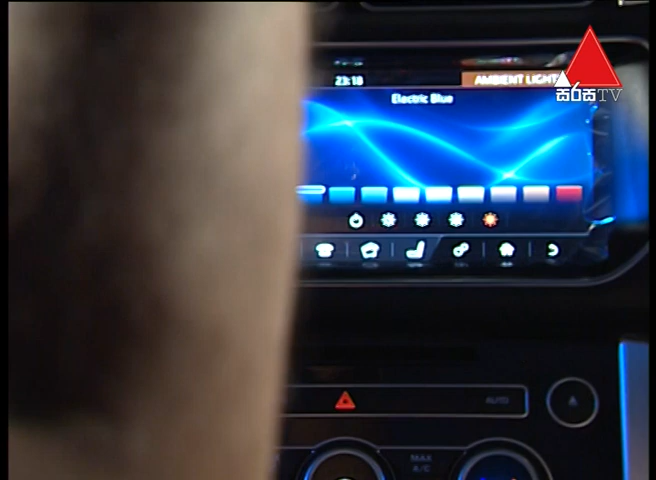 23:18
AMBIENT LIGHT
සිරස TV
Electric Blue
AUTO
MAX
A/C